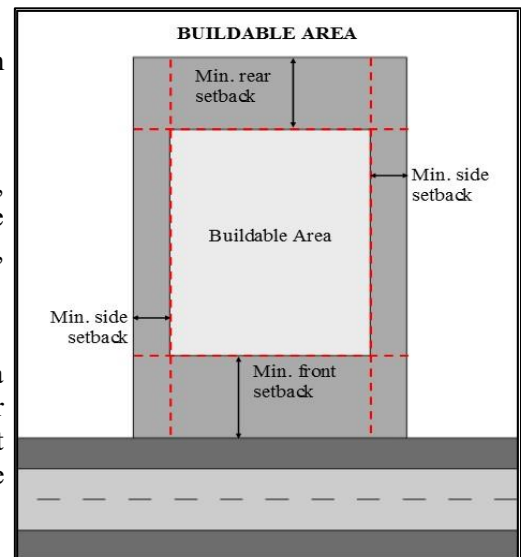 BUILDABLE AREA
Min. rear
setback
Min. side
setback
Buildable Area
Min. side
setback
Min. front
setback